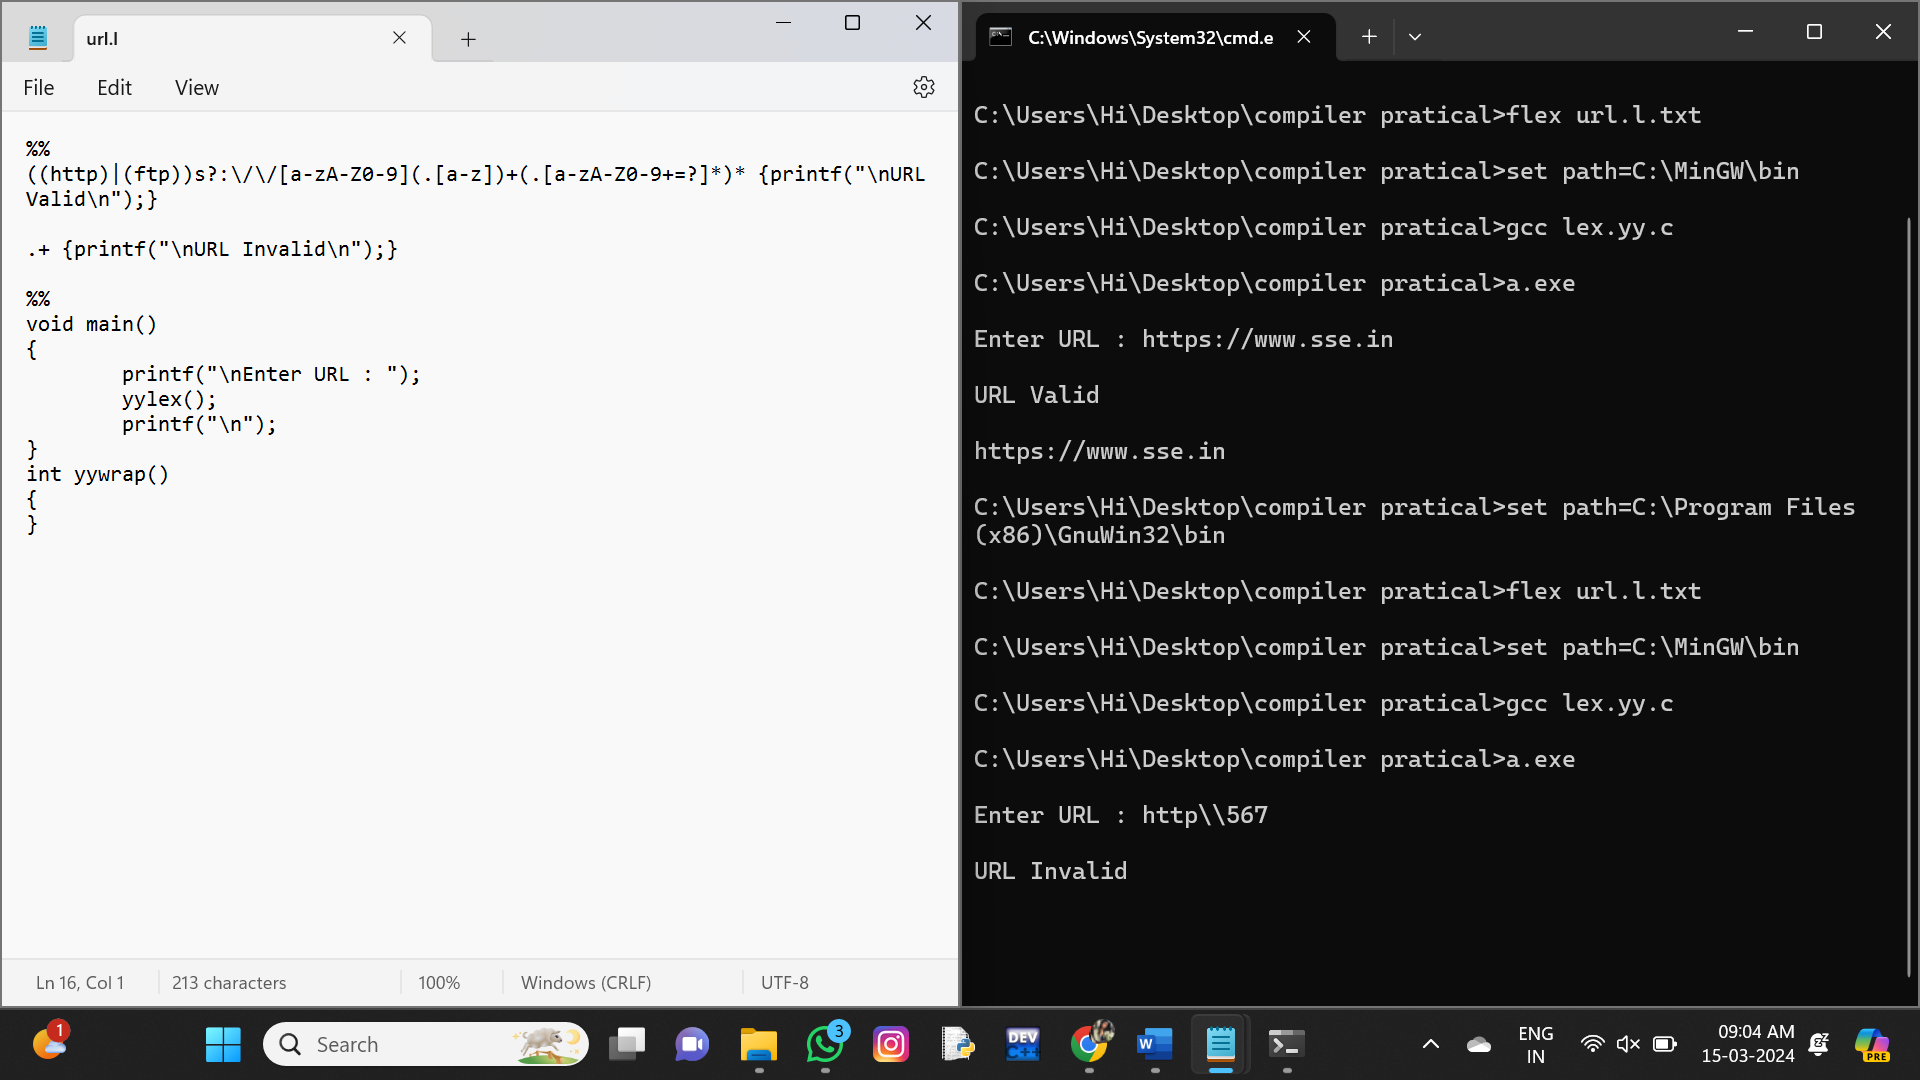 url.l
File Edit View
%%
((http)|(ftp))s?:\/\/[a-zA-Z0-9](.[a-z])+(.[a-zA-Z0-9+=?]*)* {printf("\nURL
Valid\n");}
.+ {printf("\nURL Invalid\n");}
%%
void main()
{
printf("\nEnter URL : ");
yylex();
printf("\n");
}
int yywrap()
{
}
Ln 16, Col 1 213 characters 100% Windows (CRLF) UTF-8
C:\Windows\System32\cmd.e
C:\Users\Hi\Desktop\compiler pratical>flex url.l.txt
C:\Users\Hi\Desktop\compiler pratical>set path=C:\MinGW\bin
C:\Users\Hi\Desktop\compiler pratical>gcc lex.yy.c
C:\Users\Hi\Desktop\compiler pratical>a.exe
Enter URL : https://www.sse.in
URL Valid
https://www.sse.in
C:\Users\Hi\Desktop\compiler pratical>set path=C:\Program Files
(x86)\GnuWin32\bin
C:\Users\Hi\Desktop\compiler pratical>flex url.l.txt
C:\Users\Hi\Desktop\compiler pratical>set path=C:\MinGW\bin
C:\Users\Hi\Desktop\compiler pratical>gcc lex.yy.c
C:\Users\Hi\Desktop\compiler pratical>a.exe
Enter URL : http\\567
URL Invalid
1
Search
3
DEV
C++
W
ENG
IN
09:04 AM
15-03-2024
PRE